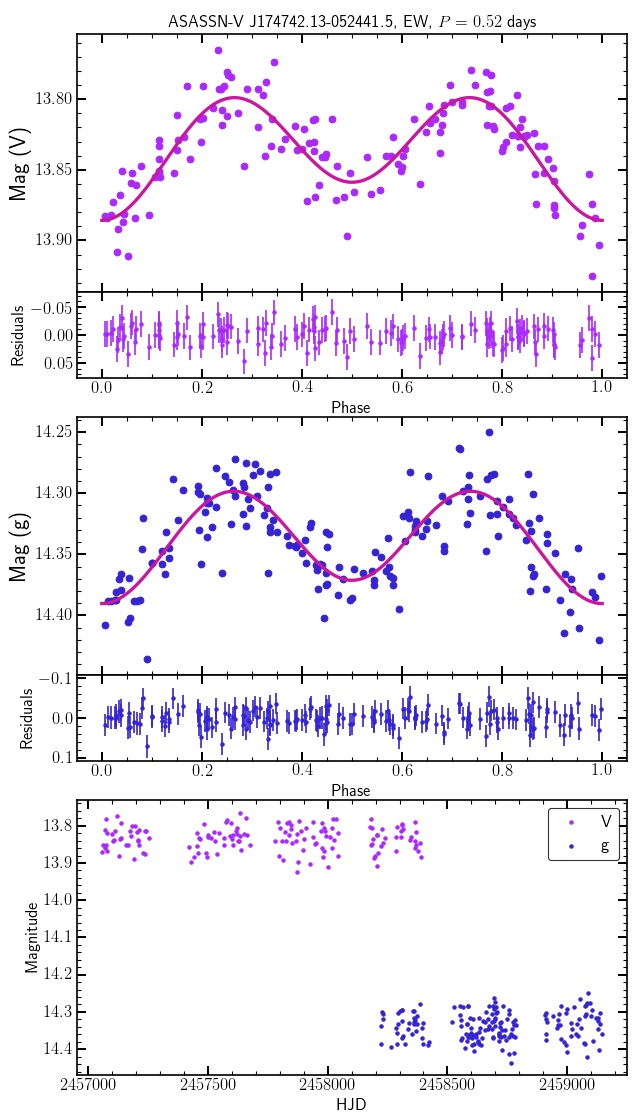 ASASSN-V J174742.13-052441.5, EW, P = 0.52 days
Mag (V)
13.80
13.85
13.90
Residuals
−0.05
0.00
0.05
0.0 0.2 0.4 0.6 0.8 1.0
Phase
Mag (g)
14.25
14.30
14.35
14.40
Residuals
−0.1
0.0
0.1
0.0 0.2 0.4 0.6 0.8 1.0
Phase
Magnitude
13.8
13.9
14.0
14.1
14.2
14.3
14.4
V
g
2457000 2457500 2458000 2458500 2459000
HJD